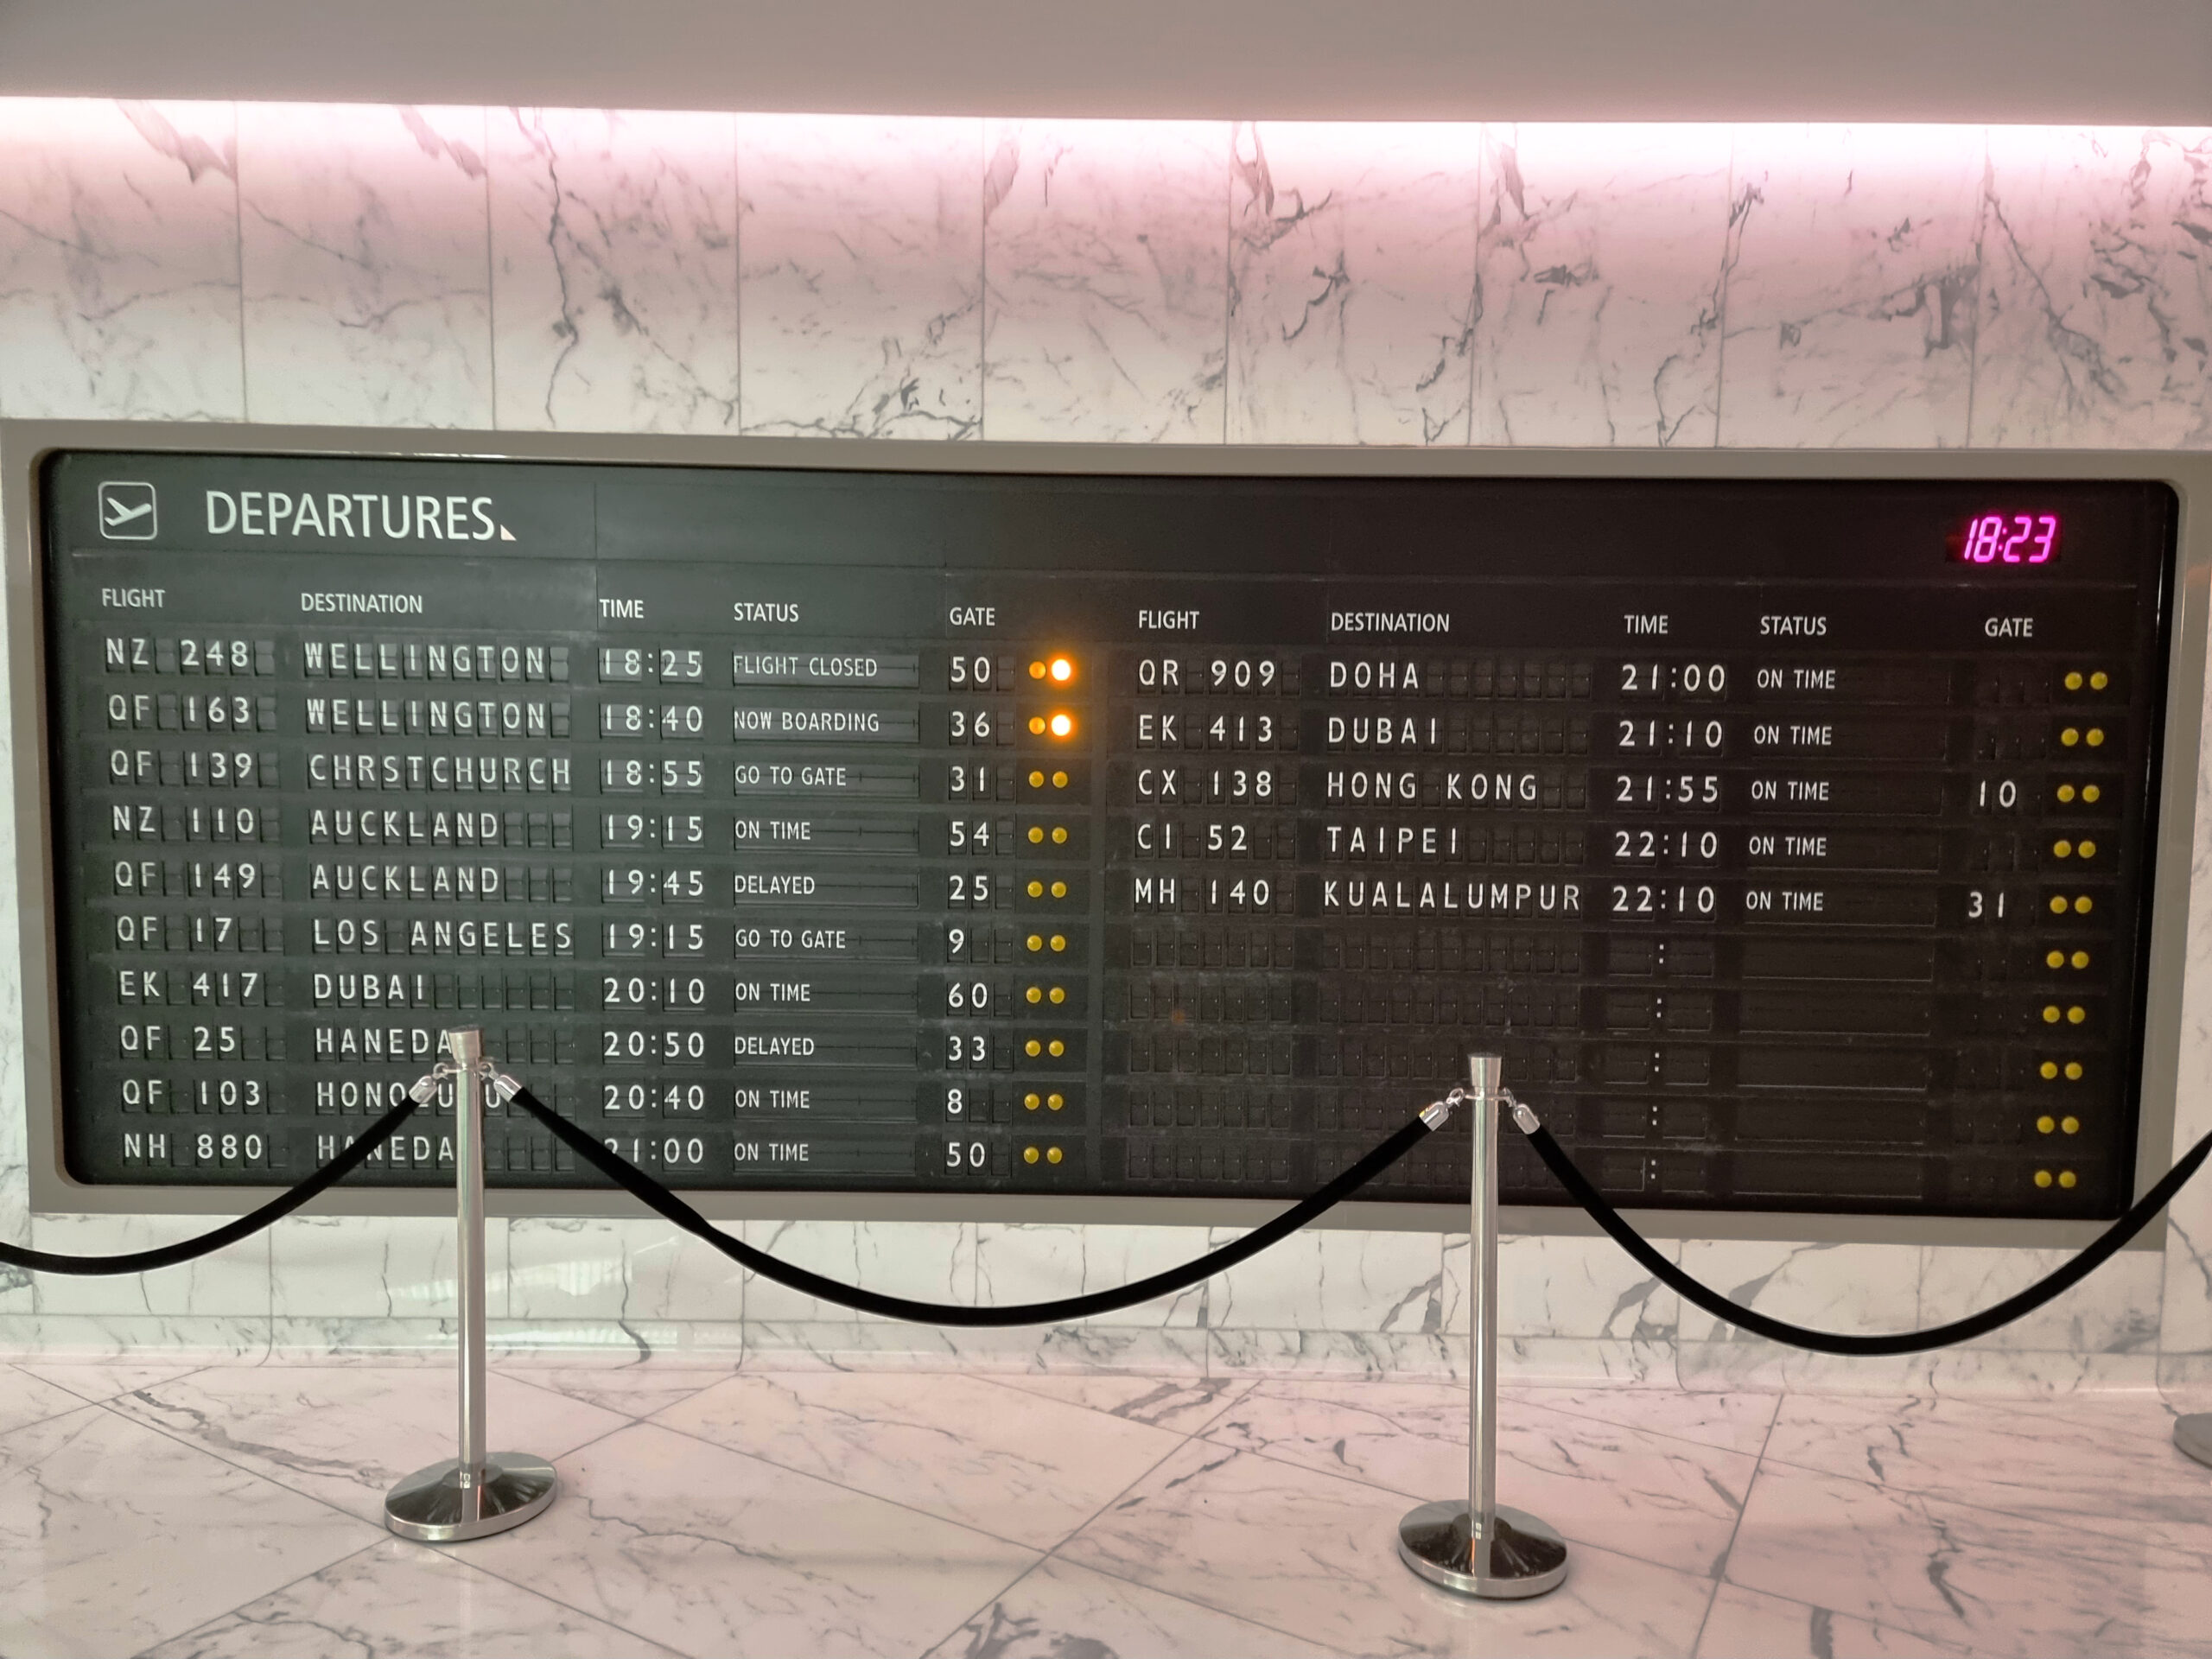 DEPARTURES
18:23
FLIGHT DESTINATION TIME STATUS GATE
NZ 248 WELLINGTON 18:25 FLIGHT CLOSED 50
QF 163 WELLINGTON 18:40 NOW BOARDING 36
QF 139 CHRSTCHURCH 18:55 GO TO GATE 31
NZ 110 AUCKLAND 19:15 ON TIME 54
QF 149 AUCKLAND 19:45 DELAYED 25
QF 17 LOS ANGELES 19:15 GO TO GATE 9
EK 417 DUBAI 20:10 ON TIME 60
QF 25 HANEDA 20:50 DELAYED 33
QF 103 HONOLULU 20:40 ON TIME 8
NH 880 HANEDA 21:00 ON TIME 50
FLIGHT DESTINATION TIME STATUS GATE
QR 909 DOHA 21:00 ON TIME
EK 413 DUBAI 21:10 ON TIME
CX 138 HONG KONG 21:55 ON TIME 10
CI 52 TAIPEI 22:10 ON TIME
MH 140 KUALALUMPUR 22:10 ON TIME 31